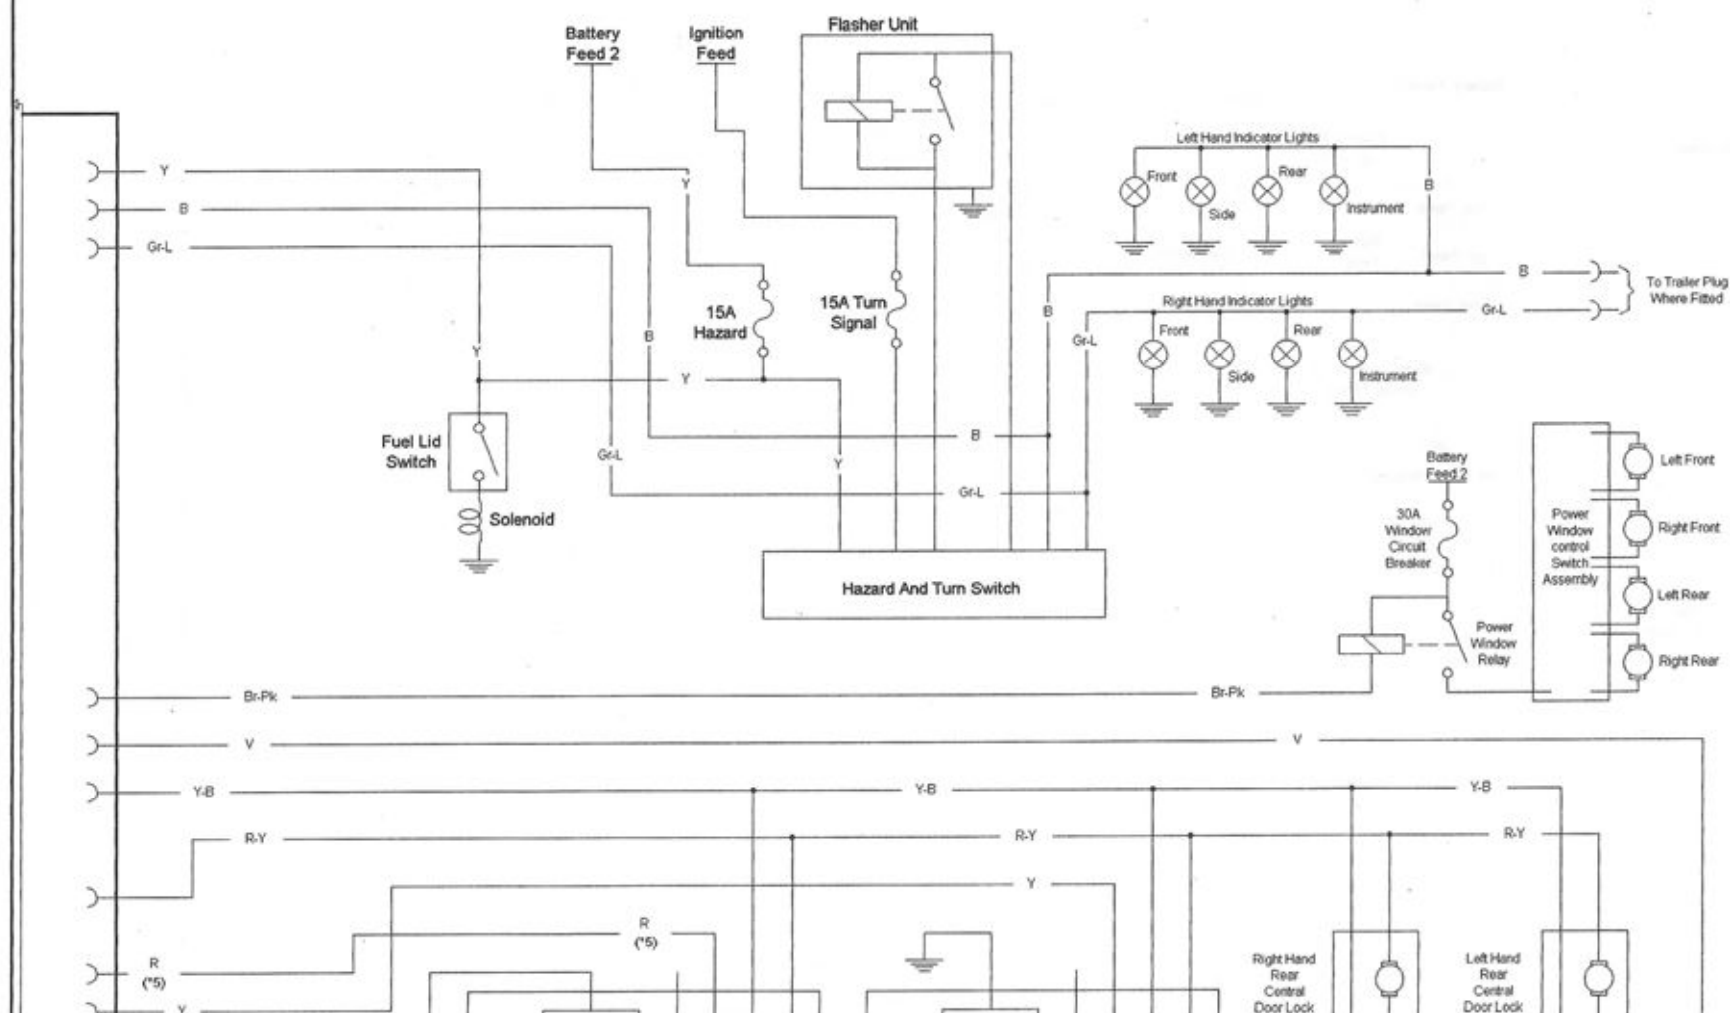 Flasher Unit
Battery
Feed 2
Ignition
Feed
Left Hand Indicator Lights
Front
Rear
Side
Instrument
Y
B
Gr-L
Y
B
B
To Trailer Plug
Where Fitted
Right Hand Indicator Lights
Gr-L
15A
Hazard
15A Turn
Signal
B
B
Gr-L
Front
Rear
Side
Instrument
Y
Y
Fuel Lid
Switch
Solenoid
Gr-L
B
Y
Gr-L
Hazard And Turn Switch
Battery
Feed 2
30A
Window
Circuit
Breaker
Power
Window
control
Switch
Assembly
Left Front
Right Front
Left Rear
Right Rear
Power
Window
Relay
Br-Pk
Br-Pk
V
V
Y-B
Y-B
Y-B
R-Y
R-Y
R-Y
Y
R
(*5)
R
(*5)
Y
Right Hand
Rear
Central
Door Lock
Left Hand
Rear
Central
Door Lock